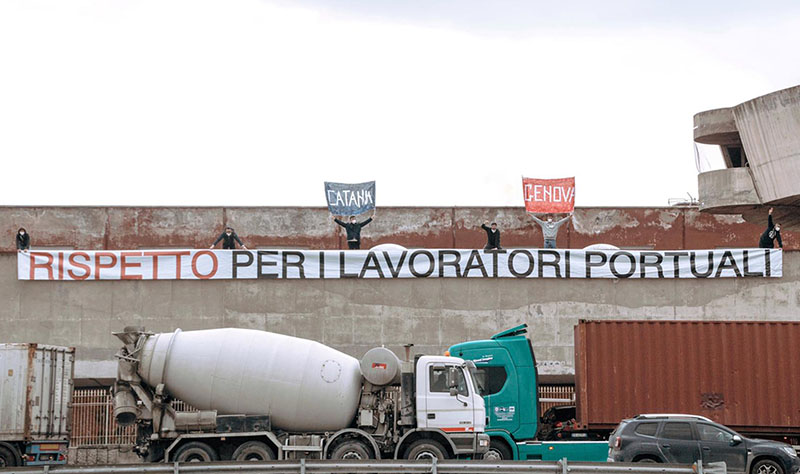 CATANIA
GENOVA
RISPETTO PER I LAVORATORI PORTUALI